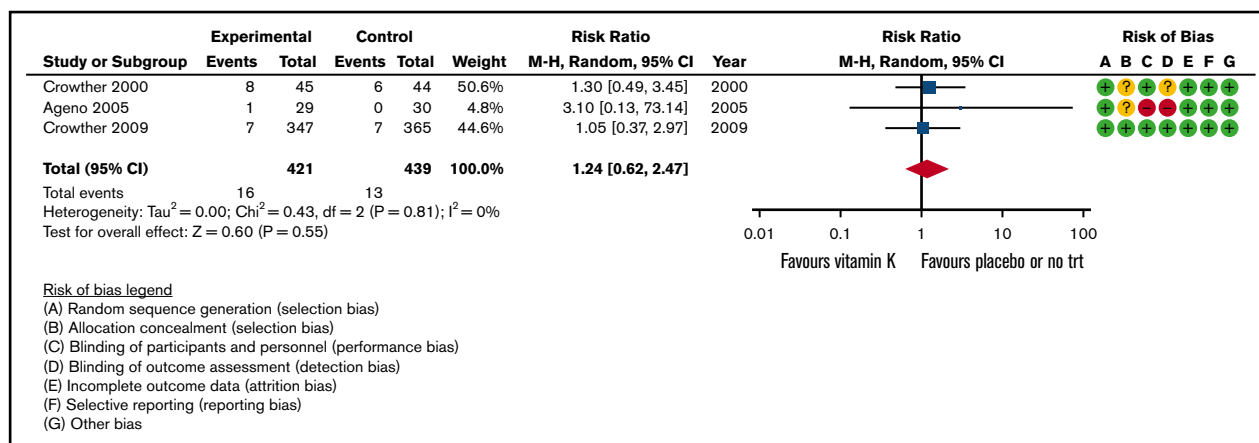 Experimental Control Risk Ratio Risk Ratio Risk of Bias
Study or Subgroup Events Total Events Total Weight M-H, Random, 95% CI Year M-H, Random, 95% CI A B C D E F G
Crowther 2000 8 45 6 44 50.6% 1.30 [0.49, 3.45] 2000 + ? + ? + + +
Ageno 2005 1 29 0 30 4.8% 3.10 [0.13, 73.14] 2005 + ? − − + + +
Crowther 2009 7 347 7 365 44.6% 1.05 [0.37, 2.97] 2009 + + + + + + +
Total (95% CI) 421 439 100.0% 1.24 [0.62, 2.47]
Total events 16 13
Heterogeneity: Tau² = 0.00; Chi² = 0.43, df = 2 (P = 0.81); I² = 0%
Test for overall effect: Z = 0.60 (P = 0.55)
0.01 0.1 1 10 100
Favours vitamin K Favours placebo or no trt
Risk of bias legend
(A) Random sequence generation (selection bias)
(B) Allocation concealment (selection bias)
(C) Blinding of participants and personnel (performance bias)
(D) Blinding of outcome assessment (detection bias)
(E) Incomplete outcome data (attrition bias)
(F) Selective reporting (reporting bias)
(G) Other bias